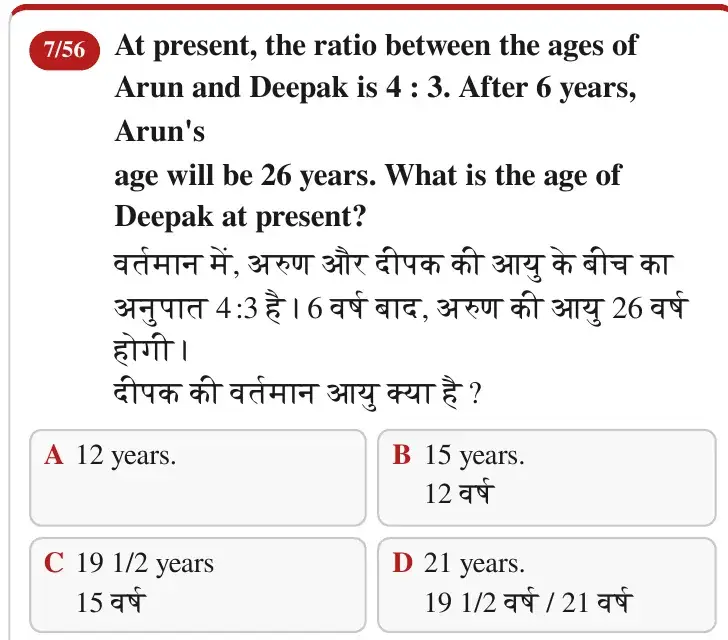 7/56 At present, the ratio between the ages of
Arun and Deepak is 4 : 3. After 6 years,
Arun's
age will be 26 years. What is the age of
Deepak at present?
वर्तमान में, अरुण और दीपक की आयु के बीच का
अनुपात 4:3 है। 6 वर्ष बाद, अरुण की आयु 26 वर्ष
होगी।
दीपक की वर्तमान आयु क्या है ?
A 12 years.
B 15 years.
12 वर्ष
C 19 1/2 years
15 वर्ष
D 21 years.
19 1/2 वर्ष / 21 वर्ष